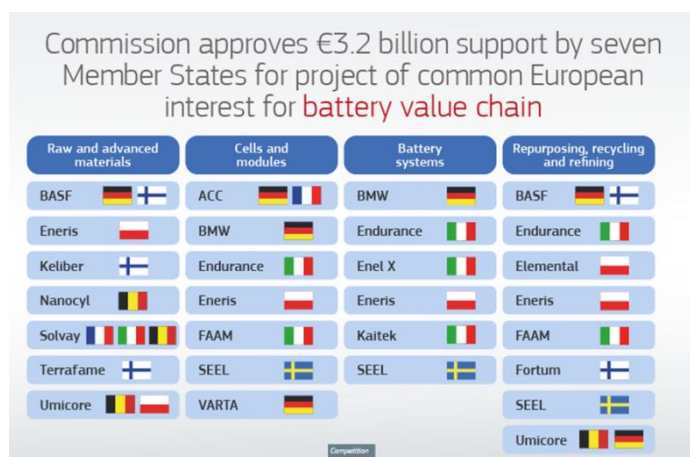 Commission approves €3.2 billion support by seven
Member States for project of common European
interest for battery value chain
Raw and advanced
materials
BASF
Eneris
Keliber
Nanocyl
Solvay
Terrafame
Umicore
Cells and
modules
ACC
BMW
Endurance
Eneris
FAAM
SEEL
VARTA
Battery
systems
BMW
Endurance
Enel X
Eneris
Kaitek
SEEL
Repurposing, recycling
and refining
BASF
Endurance
Elemental
Eneris
FAAM
Fortum
SEEL
Umicore
Competition